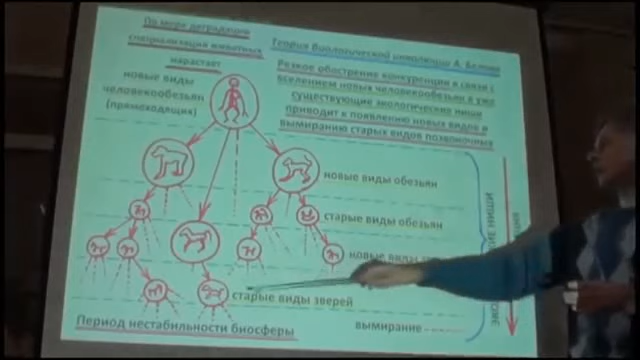 По мере деградации
специализация животных
нарастает
Теория Биологической инволюции А. Белова
Резкое обострение конкуренции в связи с
вселением новых человекообезьян в уже
существующие экологические ниши
приводит к появлению новых видов и
вымиранию старых видов позвоночных
новые виды
человекообезьян
(прямоходящих)
новые виды обезьян
старые виды обезьян
новые виды
старые виды зверей
Период нестабильности биосферы
вымирание
НИШИ